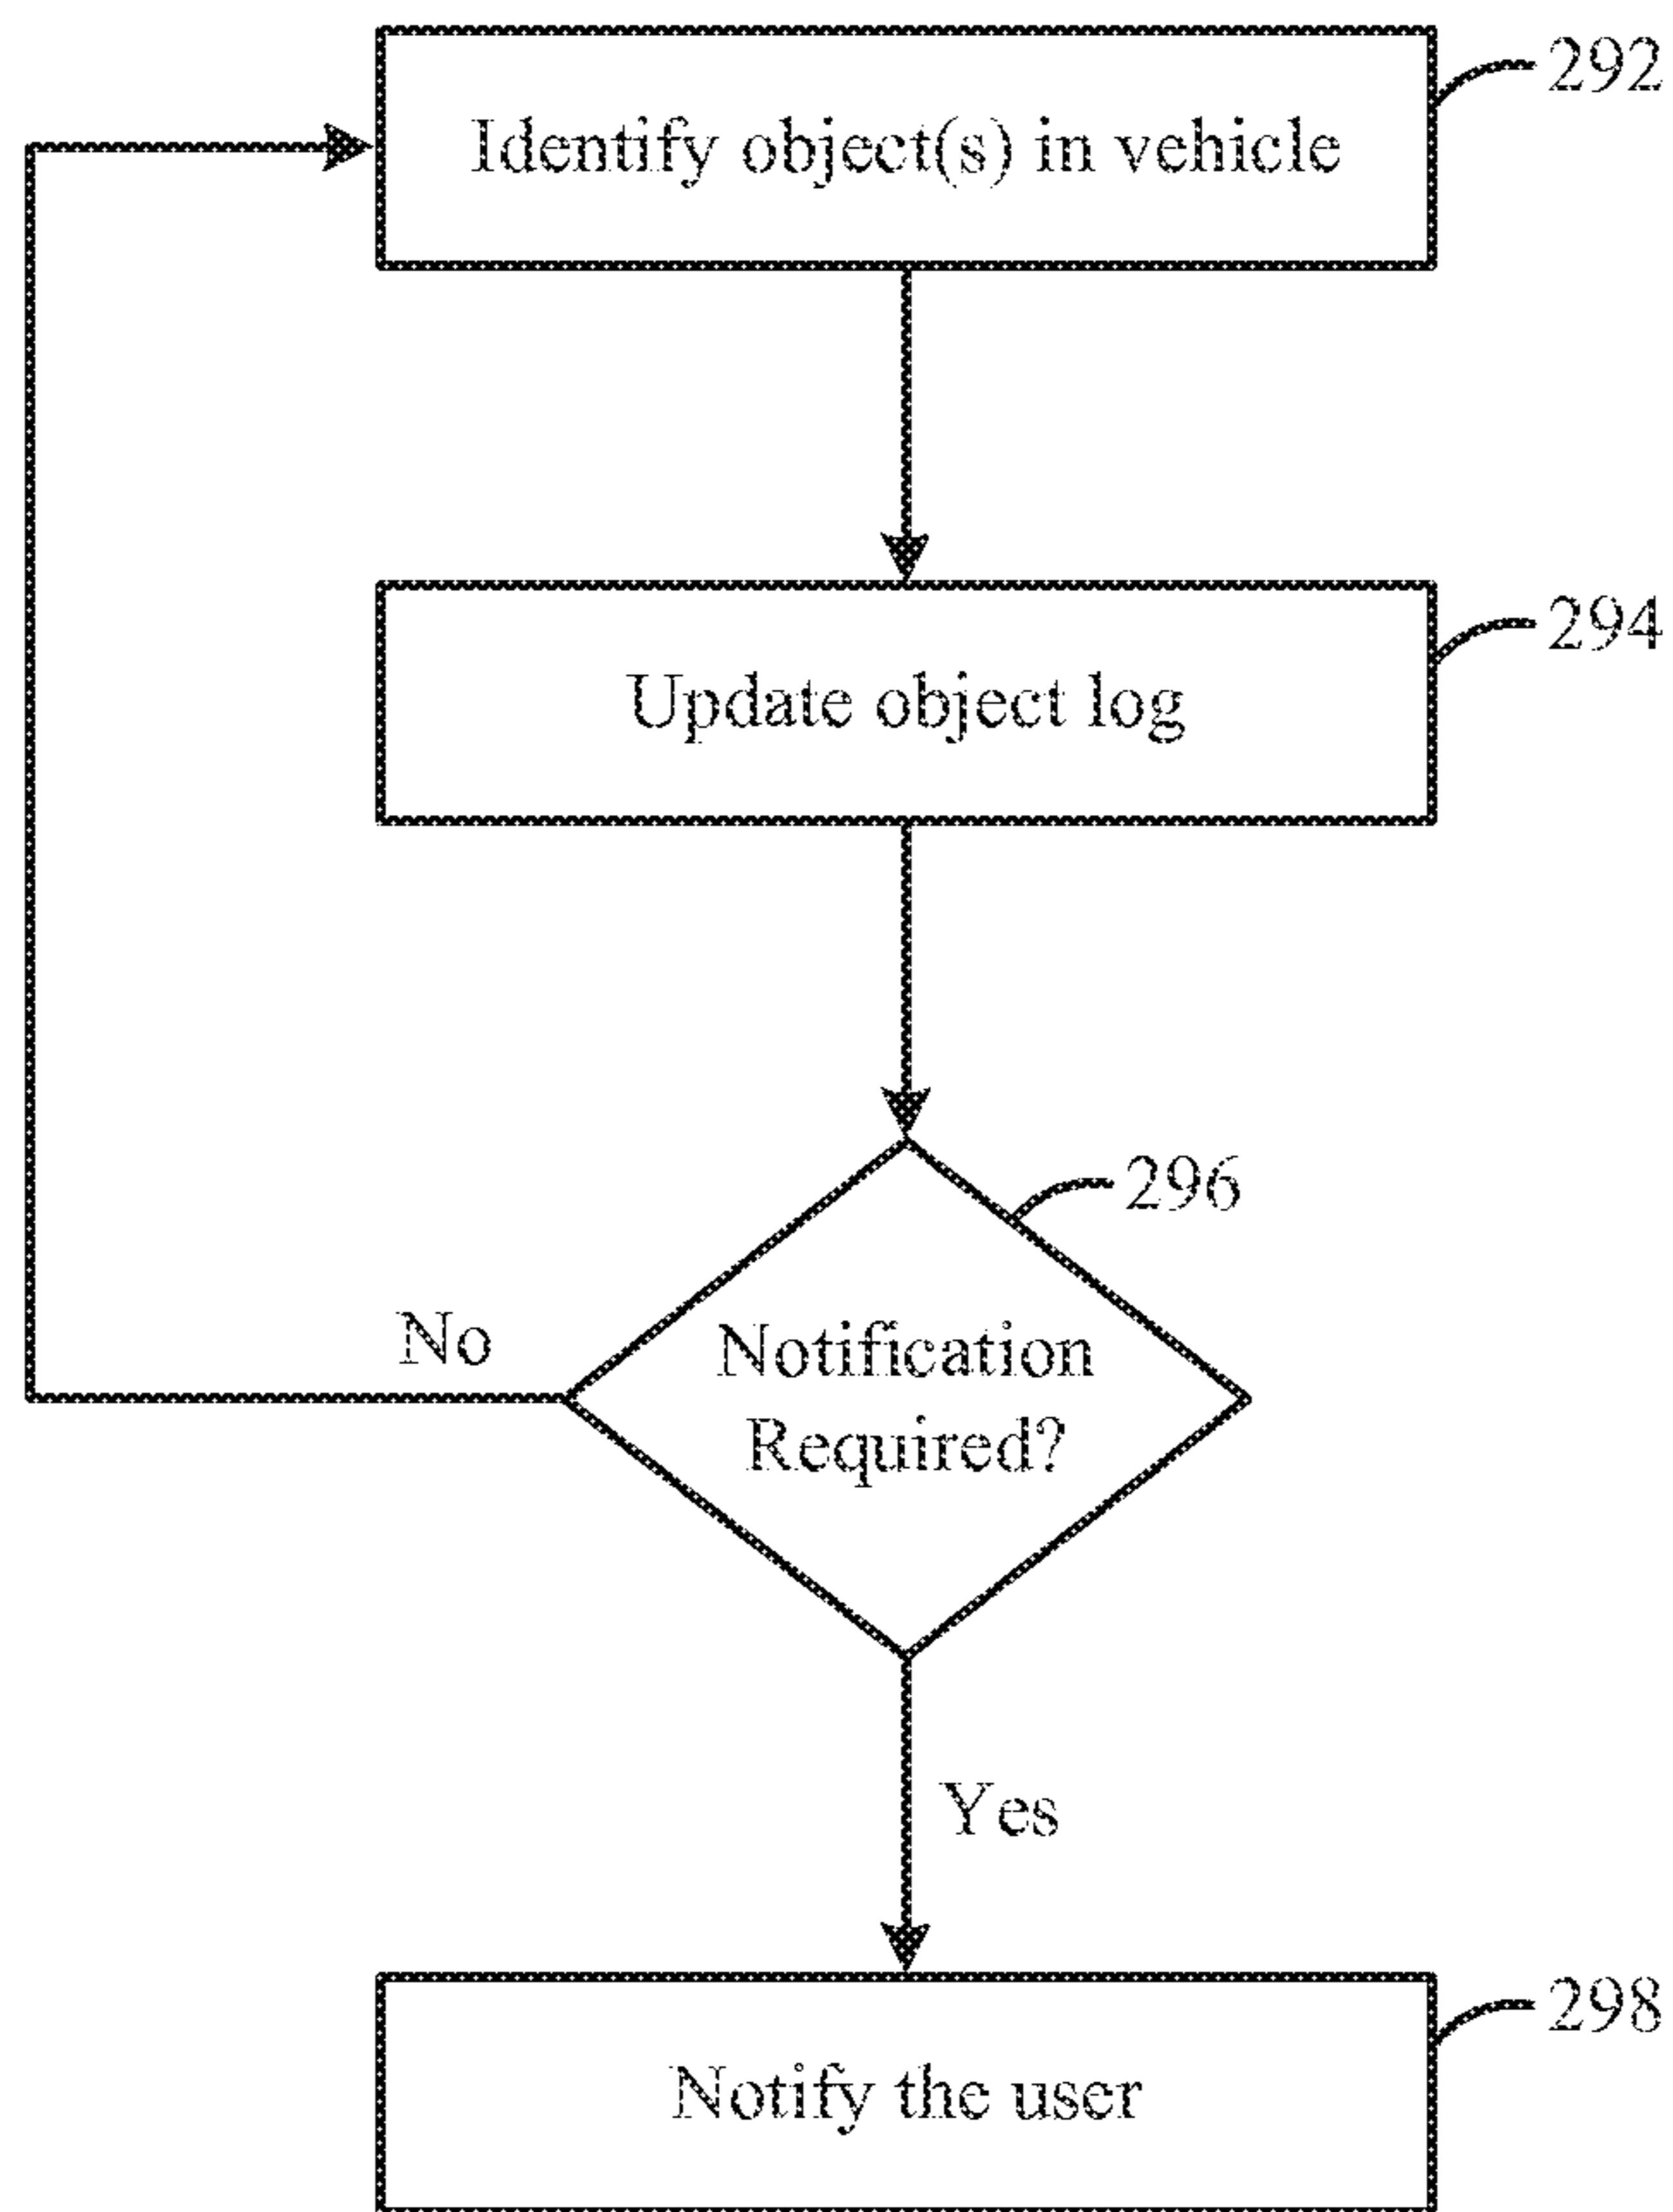 292
Identify object(s) in vehicle
294
Update object log
296
No
Notification
Required?
Yes
298
Notify the user